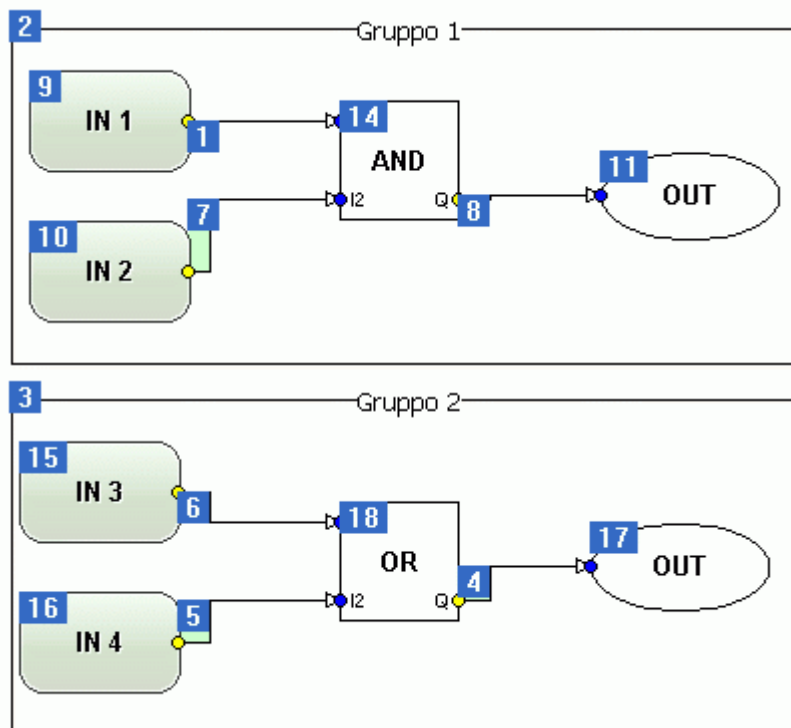 2
Gruppo 1
9
IN 1
1
14
AND
I2
Q
8
11
OUT
7
10
IN 2
3
Gruppo 2
15
IN 3
6
18
OR
I2
Q
4
17
OUT
16
5
IN 4